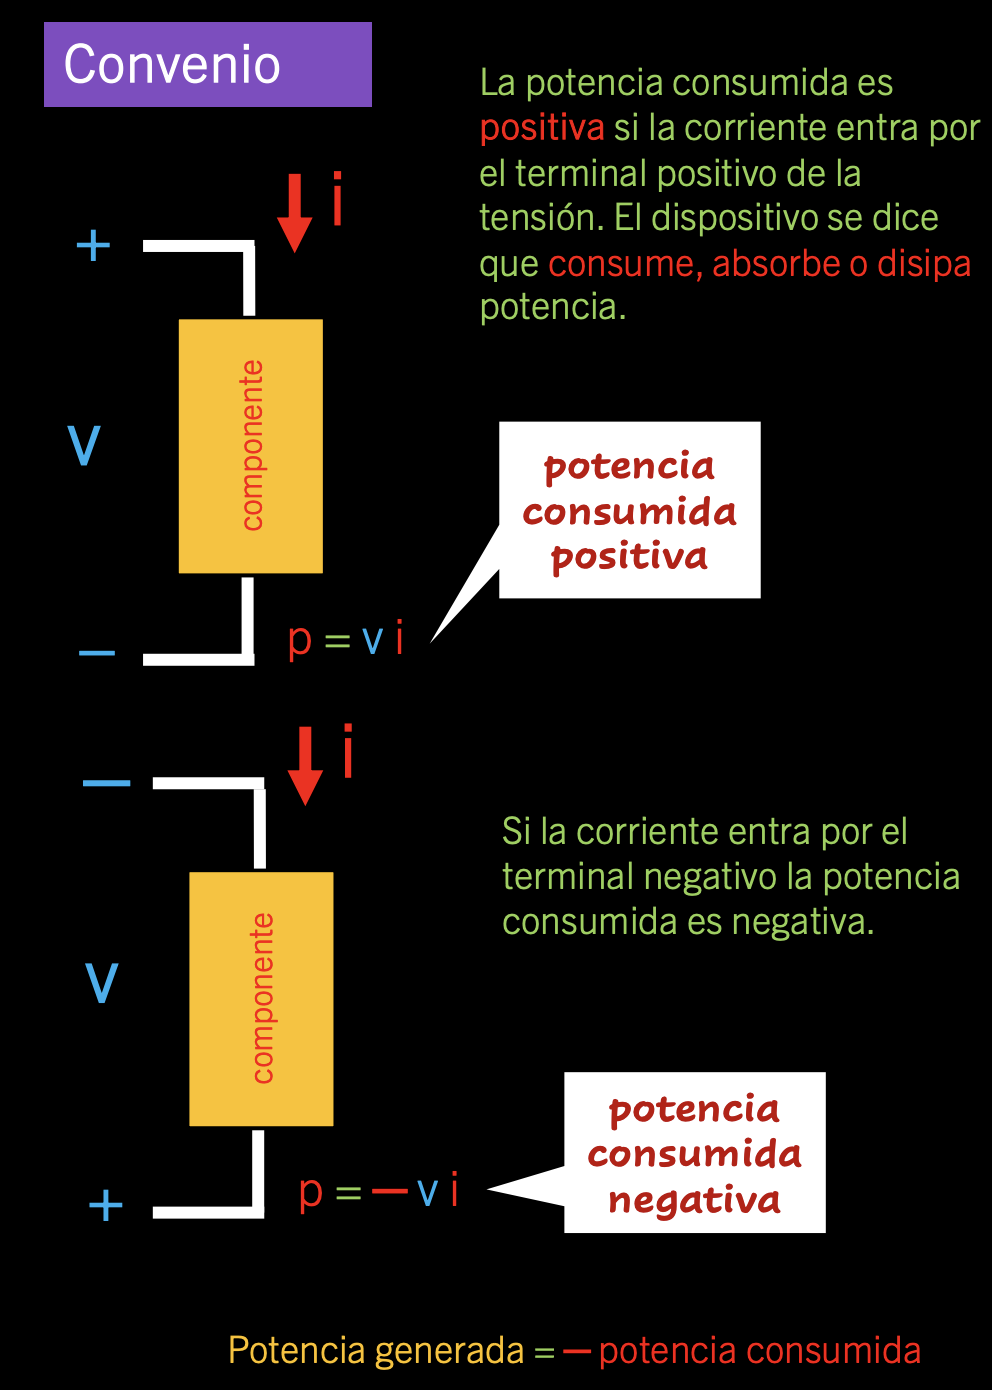 Convenio
La potencia consumida es
positiva si la corriente entra por
el terminal positivo de la
tensión. El dispositivo se dice
que consume, absorbe o disipa
potencia.
i
+
componente
v
potencia
consumida
positiva
p = v i
–
i
–
Si la corriente entra por el
terminal negativo la potencia
consumida es negativa.
componente
v
potencia
consumida
negativa
p = – v i
+
Potencia generada = – potencia consumida